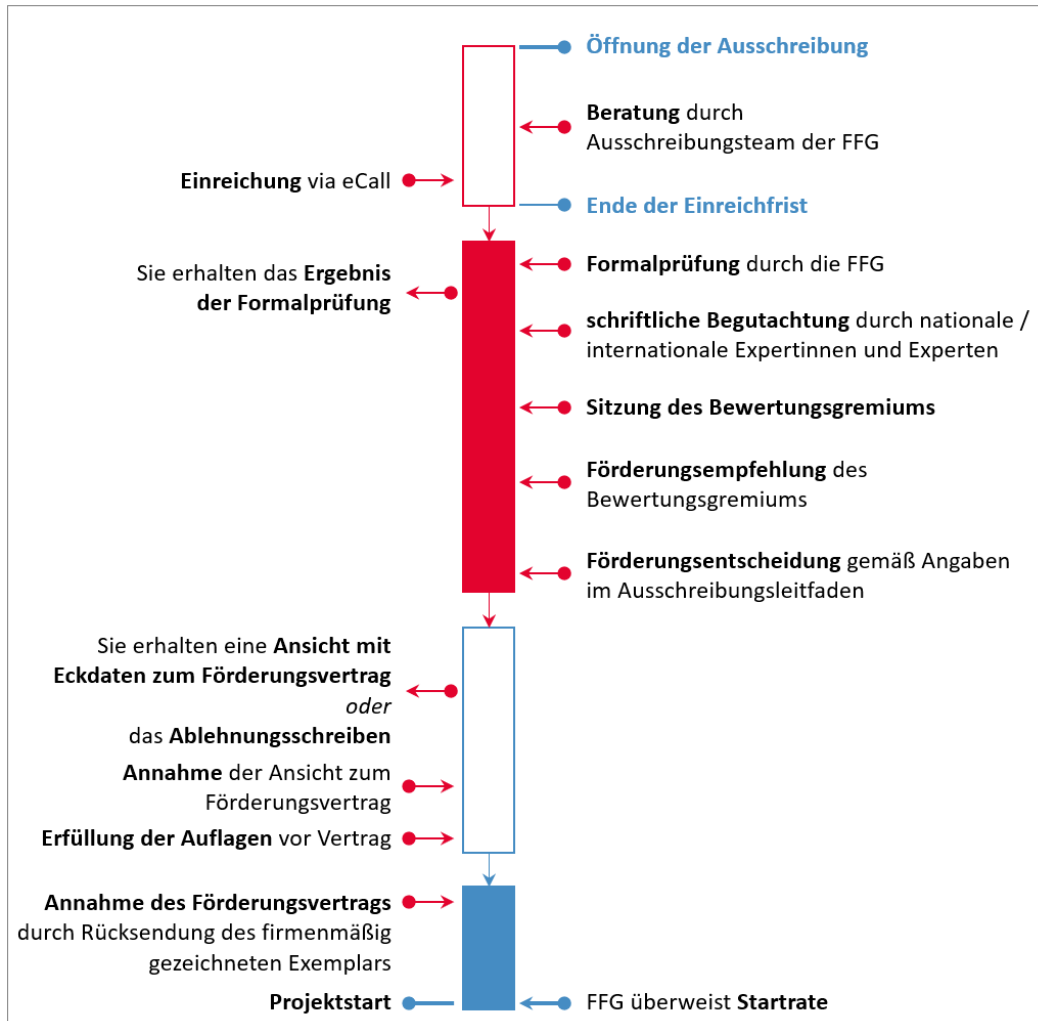 Öffnung der Ausschreibung
Beratung durch
Ausschreibungsteam der FFG
Einreichung via eCall
Ende der Einreichfrist
Formalprüfung durch die FFG
Sie erhalten das Ergebnis
der Formalprüfung
schriftliche Begutachtung durch nationale /
internationale Expertinnen und Experten
Sitzung des Bewertungsgremiums
Förderungsempfehlung des
Bewertungsgremiums
Förderungsentscheidung gemäß Angaben
im Ausschreibungsleitfaden
Sie erhalten eine Ansicht mit
Eckdaten zum Förderungsvertrag
oder
das Ablehnungsschreiben
Annahme der Ansicht zum
Förderungsvertrag
Erfüllung der Auflagen vor Vertrag
Annahme des Förderungsvertrags
durch Rücksendung des firmenmäßig
gezeichneten Exemplars
Projektstart
FFG überweist Startrate